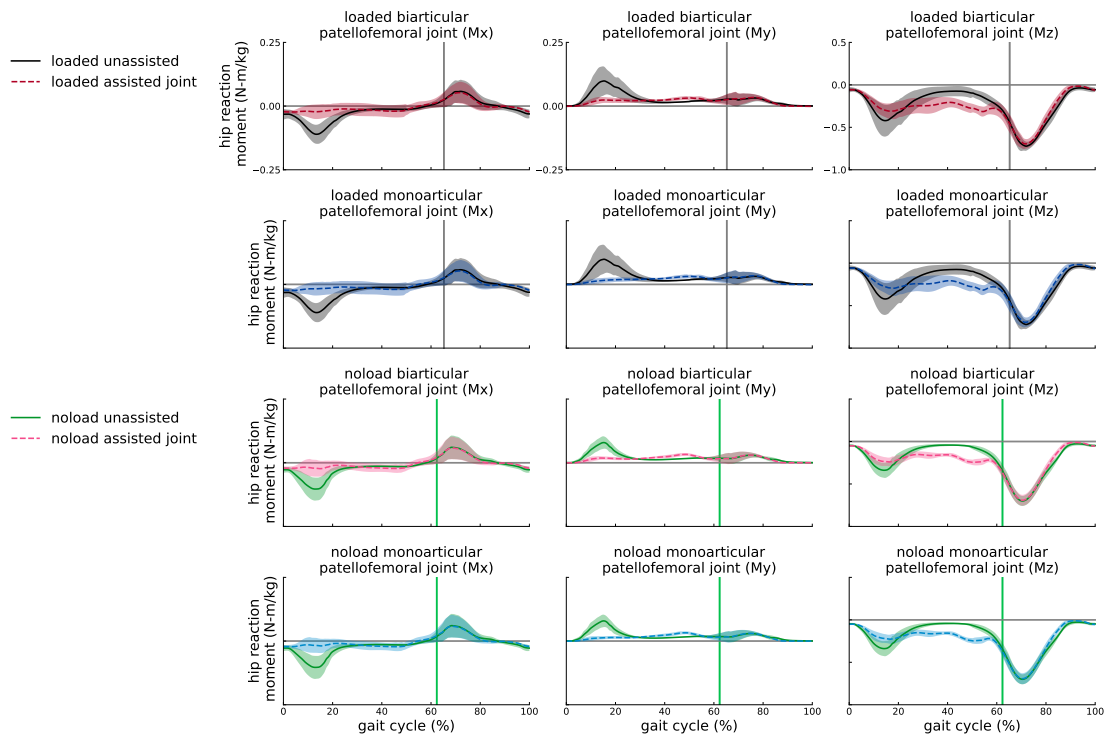 loaded unassisted
loaded assisted joint
loaded biarticular
patellofemoral joint (Mx)
loaded biarticular
patellofemoral joint (My)
loaded biarticular
patellofemoral joint (Mz)
hip reaction
moment (N-m/kg)
0.25
0.00
−0.25
0.25
0.00
−0.25
0.5
0.0
−0.5
−1.0
loaded monoarticular
patellofemoral joint (Mx)
loaded monoarticular
patellofemoral joint (My)
loaded monoarticular
patellofemoral joint (Mz)
hip reaction
moment (N-m/kg)
noload unassisted
noload assisted joint
noload biarticular
patellofemoral joint (Mx)
noload biarticular
patellofemoral joint (My)
noload biarticular
patellofemoral joint (Mz)
hip reaction
moment (N-m/kg)
noload monoarticular
patellofemoral joint (Mx)
noload monoarticular
patellofemoral joint (My)
noload monoarticular
patellofemoral joint (Mz)
hip reaction
moment (N-m/kg)
0 20 40 60 80 100
0 20 40 60 80 100
0 20 40 60 80 100
gait cycle (%)
gait cycle (%)
gait cycle (%)